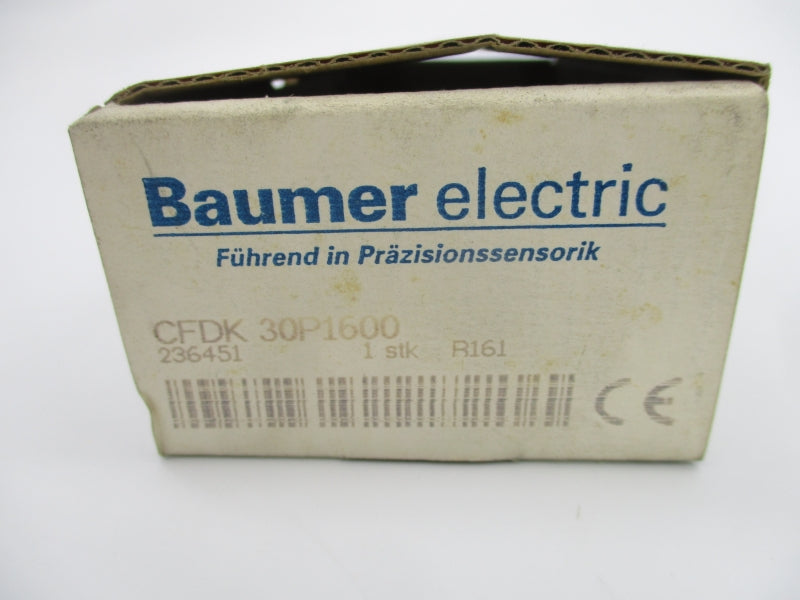 Baumer electric
Führend in Präzisionssensorik
CFDK 30P1600
236451 1 stk R161
CE